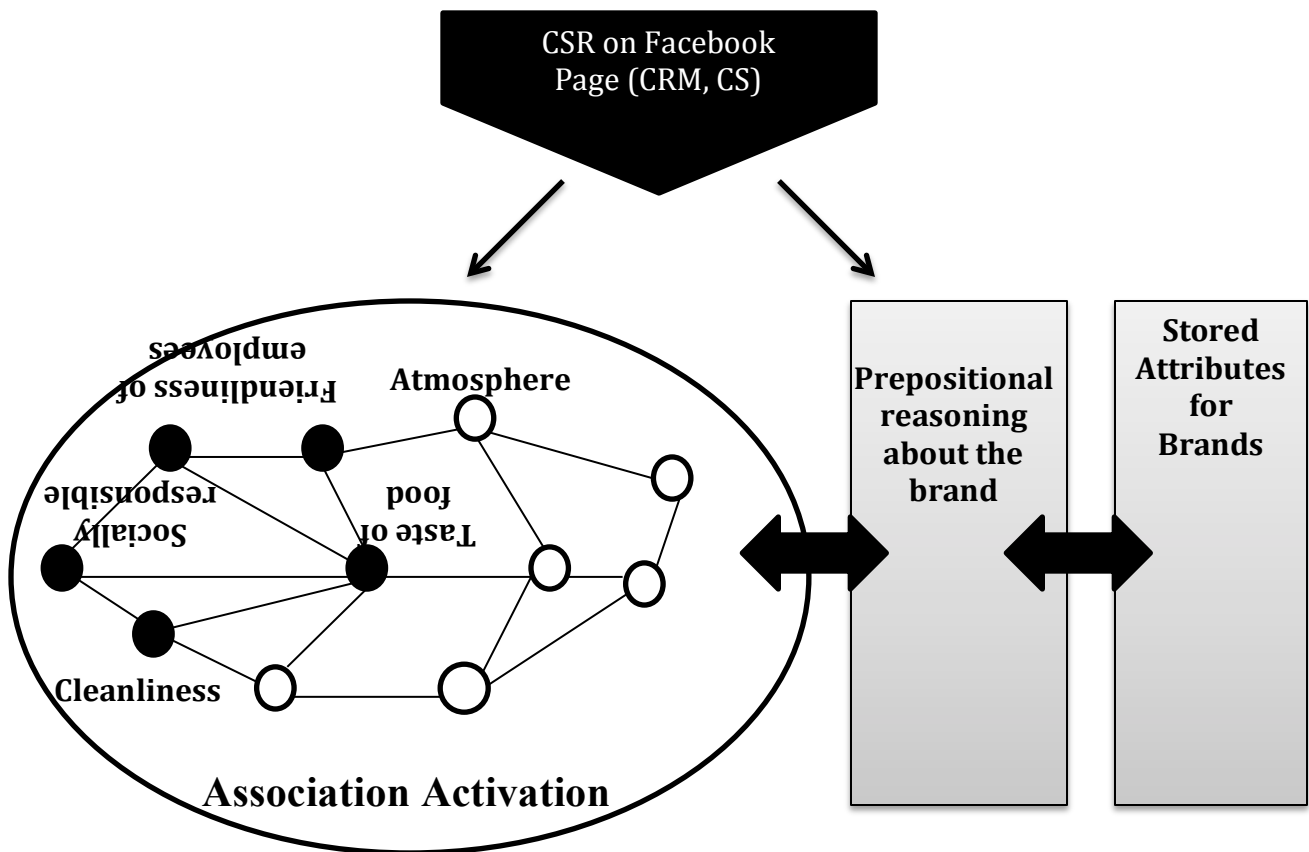 CSR on Facebook
Page (CRM, CS)
Friendliness of
employees
Atmosphere
Socially
responsible
Taste of
food
Cleanliness
Association Activation
Prepositional
reasoning
about the
brand
Stored
Attributes
for
Brands